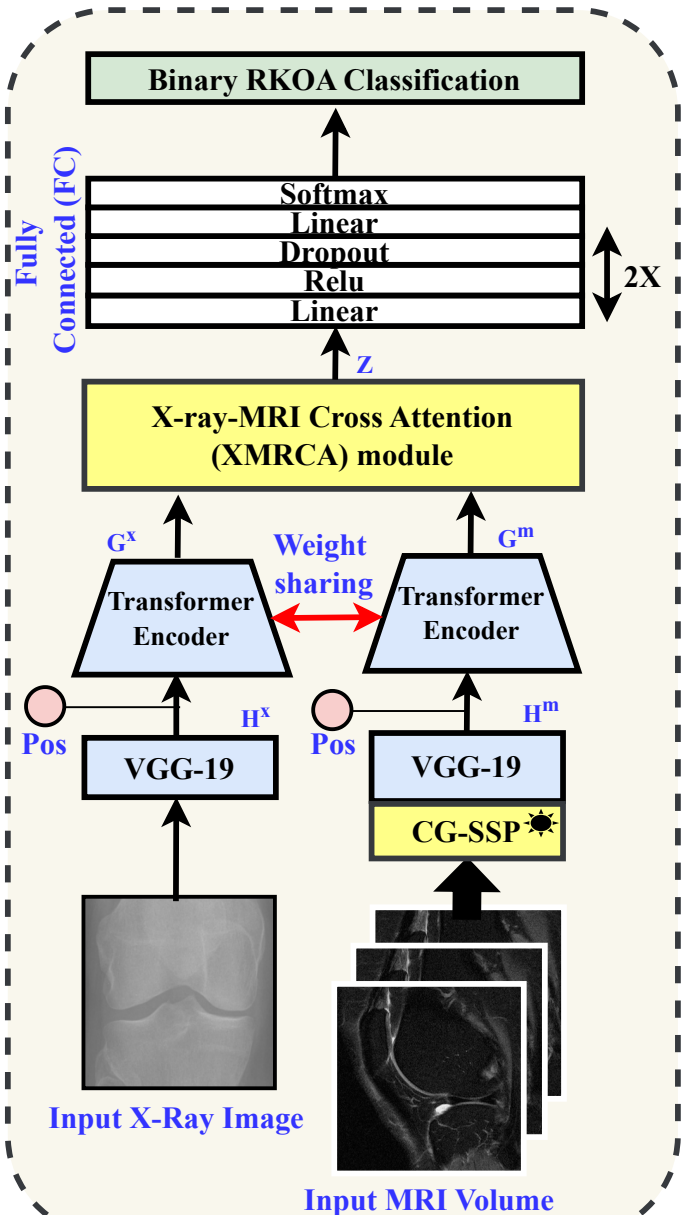 Binary RKOA Classification
Fully
Connected (FC)
Softmax
Linear
Dropout
Relu
Linear
2X
Z
X-ray-MRI Cross Attention
(XMRCA) module
G^x
G^m
Weight
sharing
Transformer
Encoder
Transformer
Encoder
Pos
H^x
Pos
H^m
VGG-19
VGG-19
CG-SSP
Input X-Ray Image
Input MRI Volume